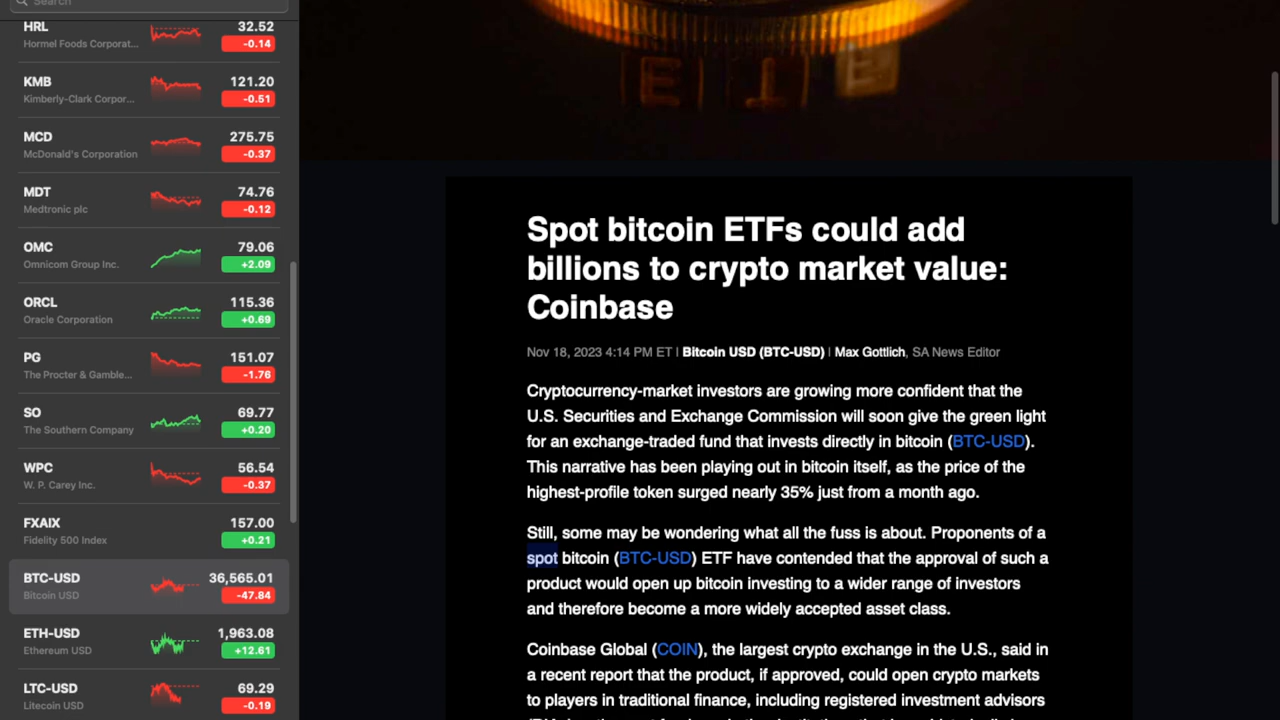 Search
HRL 32.52
Hormel Foods Corporat... -0.14
KMB 121.20
Kimberly-Clark Corpor... -0.51
MCD 275.75
McDonald's Corporation -0.37
MDT 74.76
Medtronic plc -0.12
OMC 79.06
Omnicom Group Inc. +2.09
ORCL 115.36
Oracle Corporation +0.69
PG 151.07
The Procter & Gamble... -1.76
SO 69.77
The Southern Company +0.20
WPC 56.54
W. P. Carey Inc. -0.37
FXAIX 157.00
Fidelity 500 Index +0.21
BTC-USD 36,565.01
Bitcoin USD -47.84
ETH-USD 1,963.08
Ethereum USD +12.61
LTC-USD 69.29
Litecoin USD -0.19
E T F
Spot bitcoin ETFs could add
billions to crypto market value:
Coinbase
Nov 18, 2023 4:14 PM ET | Bitcoin USD (BTC-USD) | Max Gottlich, SA News Editor
Cryptocurrency-market investors are growing more confident that the
U.S. Securities and Exchange Commission will soon give the green light
for an exchange-traded fund that invests directly in bitcoin (BTC-USD).
This narrative has been playing out in bitcoin itself, as the price of the
highest-profile token surged nearly 35% just from a month ago.
Still, some may be wondering what all the fuss is about. Proponents of a
spot bitcoin (BTC-USD) ETF have contended that the approval of such a
product would open up bitcoin investing to a wider range of investors
and therefore become a more widely accepted asset class.
Coinbase Global (COIN), the largest crypto exchange in the U.S., said in
a recent report that the product, if approved, could open crypto markets
to players in traditional finance, including registered investment advisors